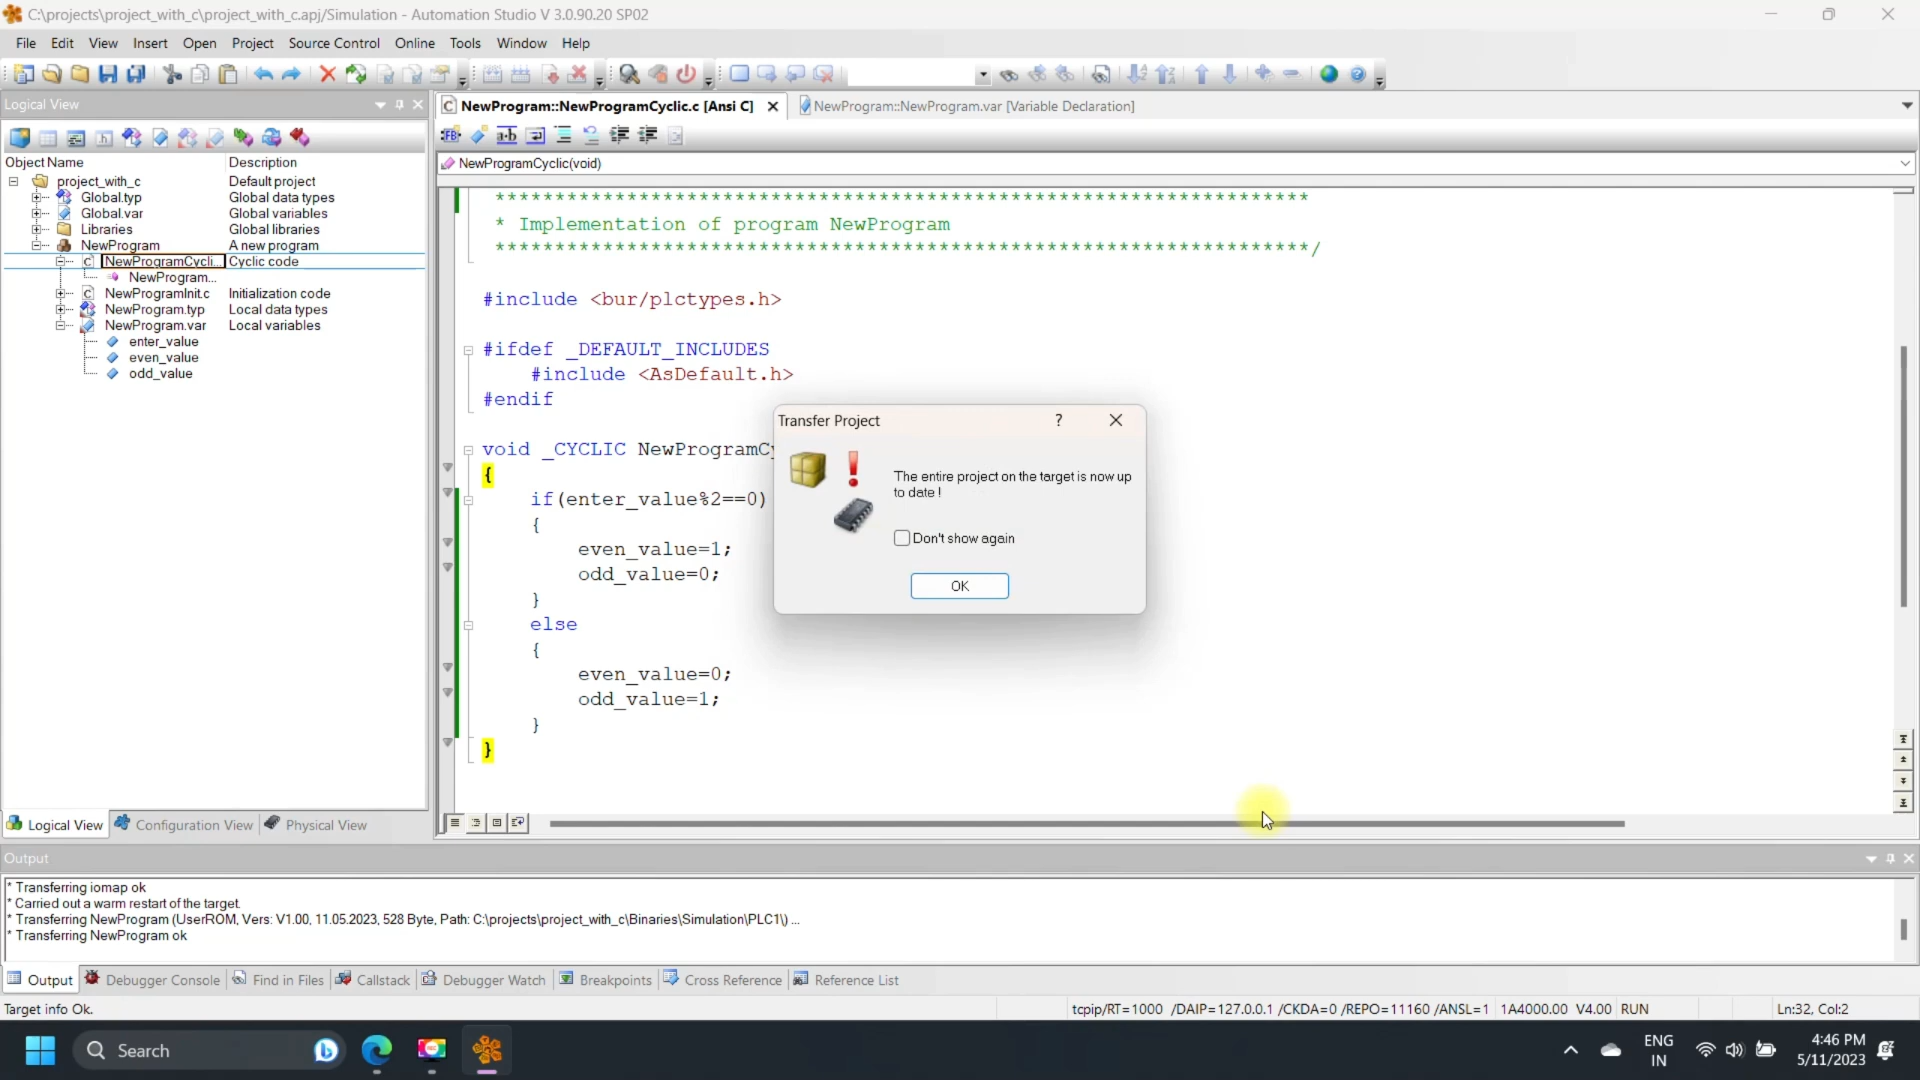 C:\projects\project_with_c\project_with_c.apj/Simulation - Automation Studio V 3.0.90.20 SP02
File Edit View Insert Open Project Source Control Online Tools Window Help
Logical View
NewProgram::NewProgramCyclic.c [Ansi C]
NewProgram::NewProgram.var [Variable Declaration]
NewProgramCyclic(void)
Object Name Description
project_with_c Default project
Global.typ Global data types
Global.var Global variables
Libraries Global libraries
NewProgram A new program
NewProgramCycli... Cyclic code
NewProgram...
NewProgramInit.c Initialization code
NewProgram.typ Local data types
NewProgram.var Local variables
enter_value
even_value
odd_value
********************************************************************
* Implementation of program NewProgram
********************************************************************/
#include <bur/plctypes.h>
#ifdef _DEFAULT_INCLUDES
#include <AsDefault.h>
#endif
void _CYCLIC NewProgramCy
{
if(enter_value%2==0)
{
even_value=1;
odd_value=0;
}
else
{
even_value=0;
odd_value=1;
}
}
Transfer Project
?
The entire project on the target is now up
to date !
Don't show again
OK
Logical View Configuration View Physical View
Output
* Transferring iomap ok
* Carried out a warm restart of the target.
* Transferring NewProgram (UserROM, Vers: V1.00, 11.05.2023, 528 Byte, Path: C:\projects\project_with_c\Binaries\Simulation\PLC1\) ...
* Transferring NewProgram ok
Output Debugger Console Find in Files Callstack Debugger Watch Breakpoints Cross Reference Reference List
Target info Ok.
tcpip/RT=1000 /DAIP=127.0.0.1 /CKDA=0 /REPO=11160 /ANSL=1 1A4000.00 V4.00 RUN Ln:32, Col:2
Search
ENG
IN
4:46 PM
5/11/2023